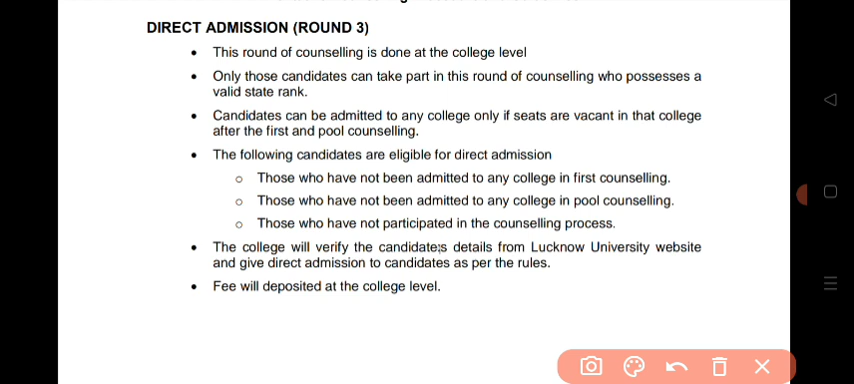 DIRECT ADMISSION (ROUND 3)
• This round of counselling is done at the college level
• Only those candidates can take part in this round of counselling who possesses a
valid state rank.
• Candidates can be admitted to any college only if seats are vacant in that college
after the first and pool counselling.
• The following candidates are eligible for direct admission
o Those who have not been admitted to any college in first counselling.
o Those who have not been admitted to any college in pool counselling.
o Those who have not participated in the counselling process.
• The college will verify the candidate;s details from Lucknow University website
and give direct admission to candidates as per the rules.
• Fee will deposited at the college level.